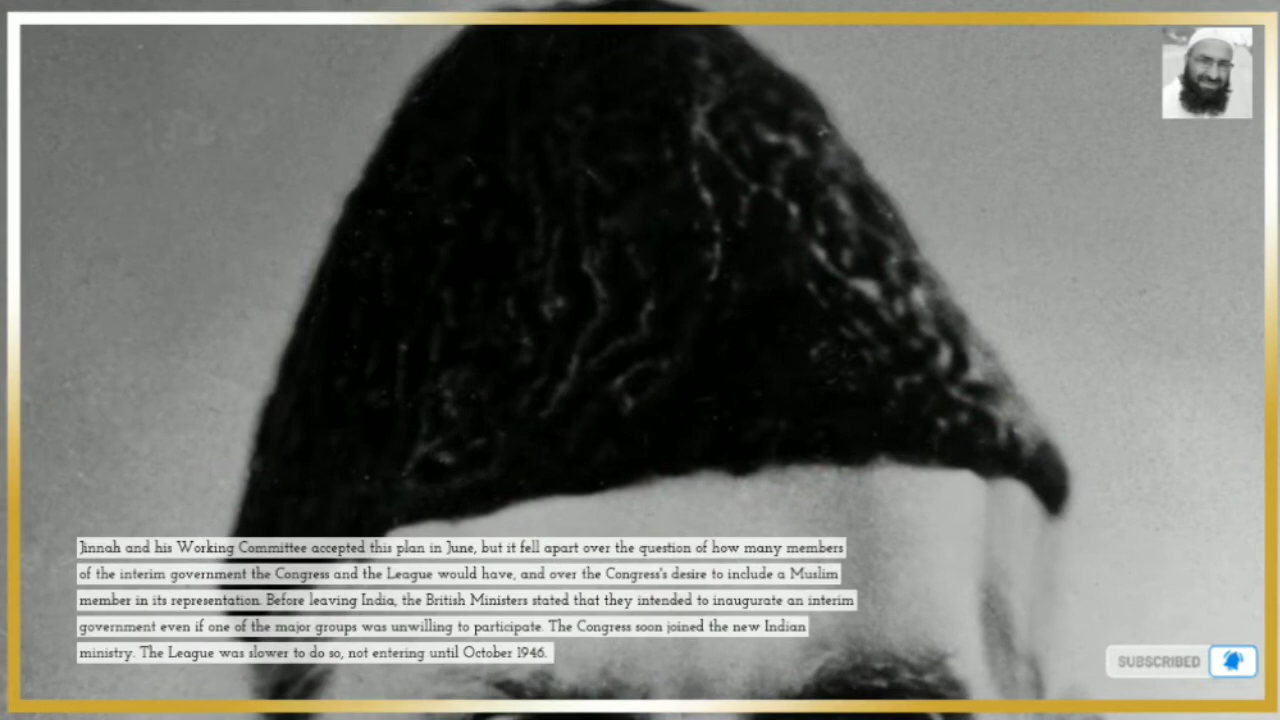 Jinnah and his Working Committee accepted this plan in June, but it fell apart over the question of how many members
of the interim government the Congress and the League would have, and over the Congress's desire to include a Muslim
member in its representation. Before leaving India, the British Ministers stated that they intended to inaugurate an interim
government even if one of the major groups was unwilling to participate. The Congress soon joined the new Indian
ministry. The League was slower to do so, not entering until October 1946.
SUBSCRIBED